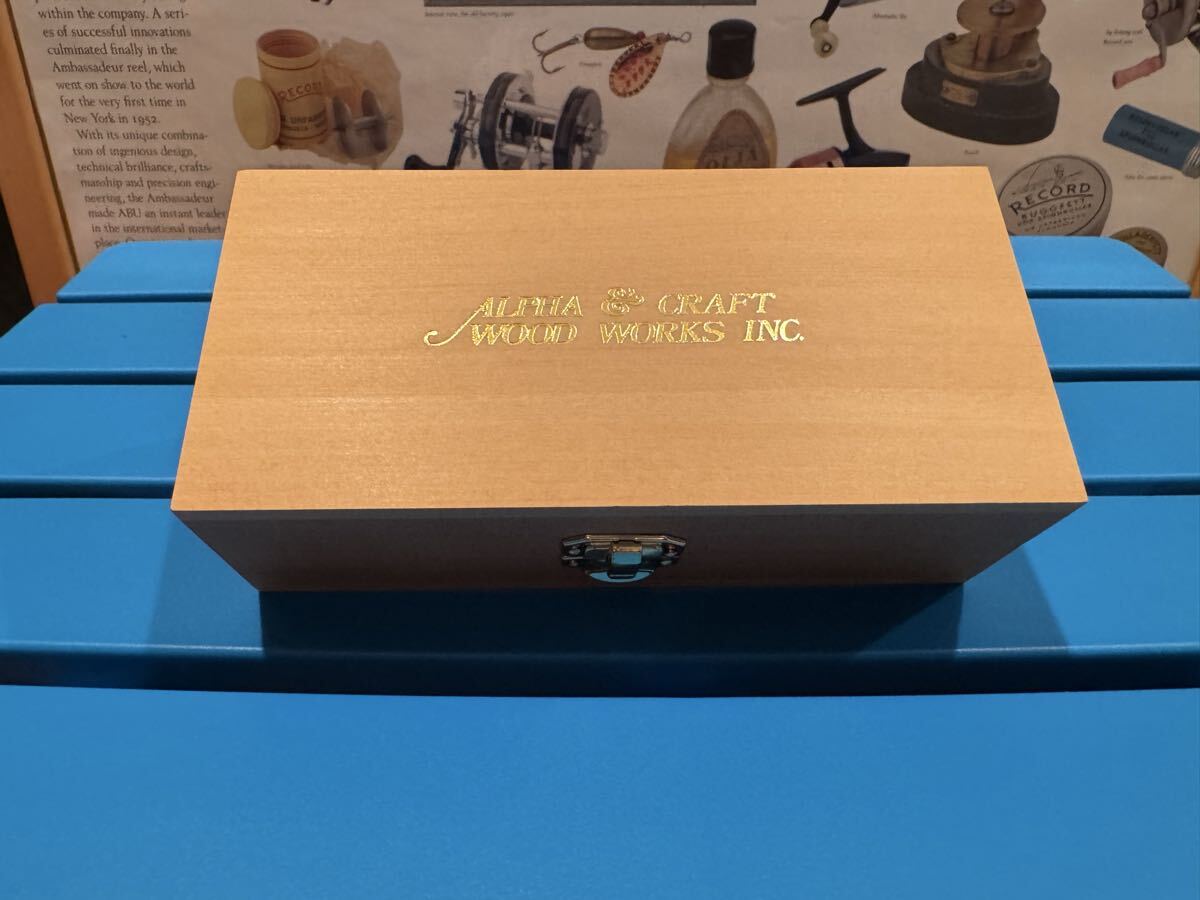 within the company. A seri-
es of successful innovations
culminated finally in the
Ambassadeur reel, which
went on show to the world
for the very first time in
New York in 1952.
With its unique combina-
tion of ingenious design,
technical brilliance, crafts-
manship and precision engi-
neering, the Ambassadeur
made ABU an instant leader
in the international market-
place.
RECORD
RECORD
ALPHA & CRAFT
WOOD WORKS INC.